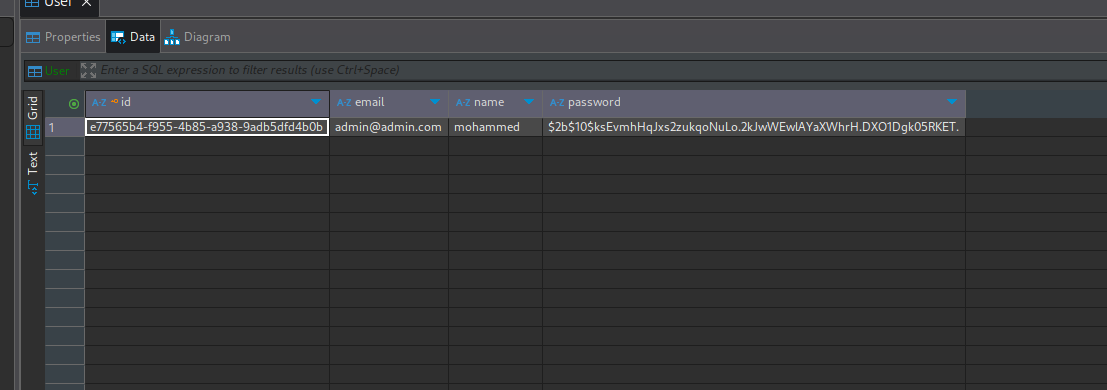 User
Properties Data Diagram
User Enter a SQL expression to filter results (use Ctrl+Space)
Grid
Text
A-Z id A-Z email A-Z name A-Z password
1 e77565b4-f955-4b85-a938-9adb5dfd4b0b admin@admin.com mohammed $2b$10$ksEvmhHqJxs2zukqoNuLo.2kJwWEwlAYaXWhrH.DXO1Dgk05RKET.